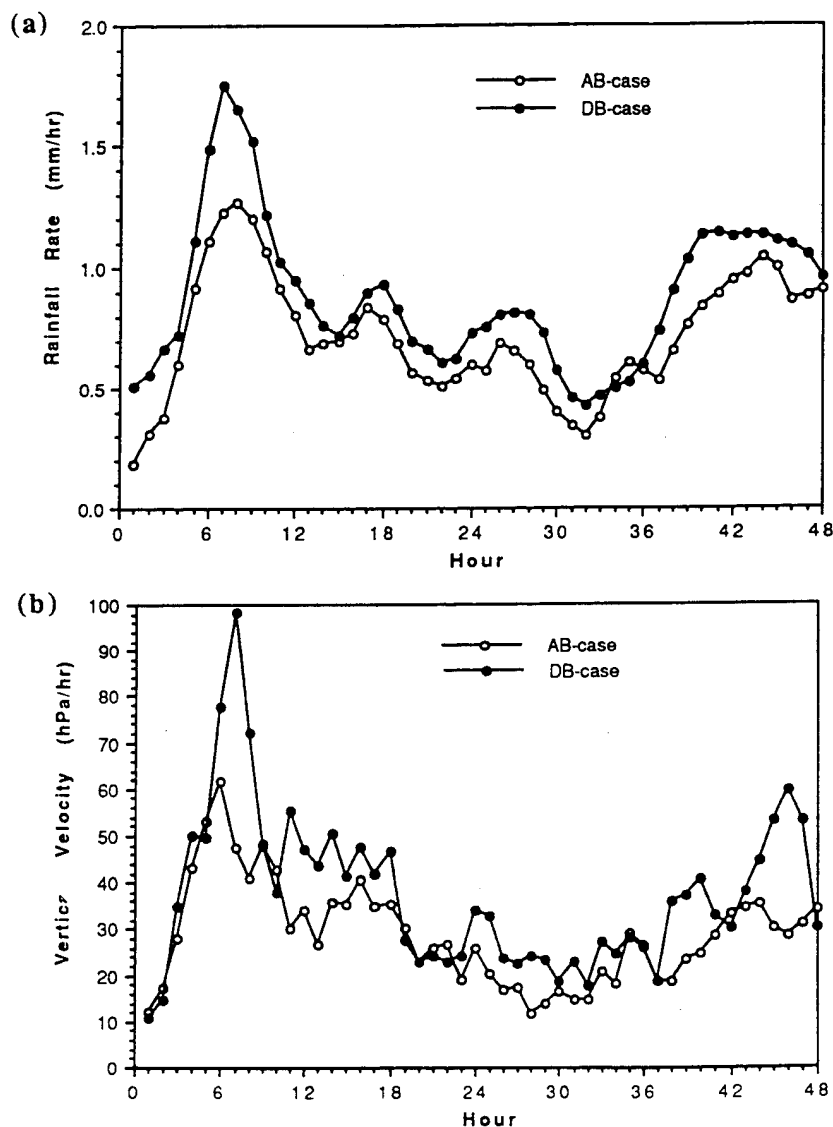 (a)
2.0
1.5
1.0
0.5
0.0
Rainfall Rate (mm/hr)
AB-case
DB-case
0 6 12 18 24 30 36 42 48
Hour
(b)
100
90
80
70
60
50
40
30
20
10
0
Velocity (hPa/hr)
AB-case
DB-case
0 6 12 18 24 30 36 42 48
Hour